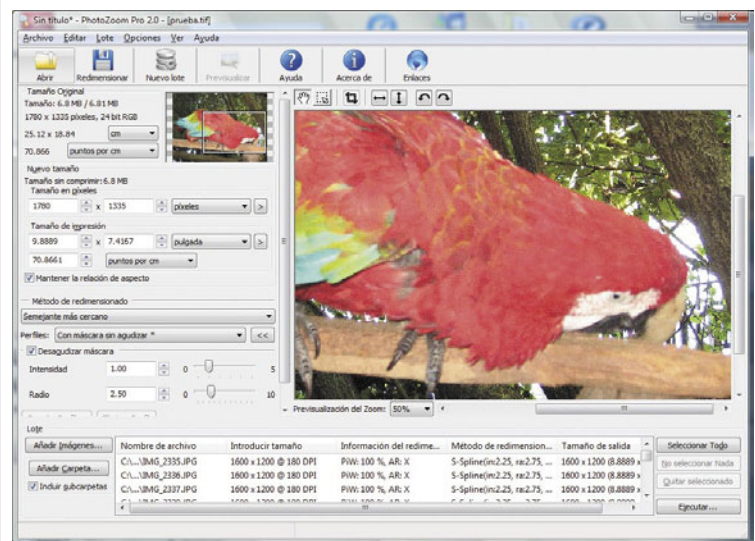 Sin título* - PhotoZoom Pro 2.0 - [prueba.tif]
Archivo Editar Lote Opciones Ver Ayuda
Abrir Redimensionar Nuevo lote Previsualizar Ayuda Acerca de Enlaces
Tamaño Original
Tamaño: 6.8 MB / 6.81 MB
1780 x 1335 píxeles, 24 bit RGB
25.12 x 18.84 cm
70.866 puntos por cm
Nuevo tamaño
Tamaño sin comprimir: 6.8 MB
Tamaño en píxeles
1780 x 1335 píxeles >
Tamaño de impresión
9.8889 x 7.4167 pulgada >
70.8661 puntos por cm
Mantener la relación de aspecto
Método de redimensionado
Semejante más cercano
Perfiles: Con máscara sin agudizar * <<
Desagudizar máscara
Intensidad 1.00 0 5
Radio 2.50 0 10
Previsualización del Zoom: 50%
Lote
Añadir Imágenes...
Añadir Carpeta...
Incluir subcarpetas
Nombre de archivo Introducir tamaño Información del redime... Método de redimension... Tamaño de salida
C:\...\IMG_2335.JPG 1600 x 1200 @ 180 DPI PiW: 100 %, AR: X S-Spline(in:2.25, ra:2.75, ... 1600 x 1200 (8.8889 x
C:\...\IMG_2336.JPG 1600 x 1200 @ 180 DPI PiW: 100 %, AR: X S-Spline(in:2.25, ra:2.75, ... 1600 x 1200 (8.8889 x
C:\...\IMG_2337.JPG 1600 x 1200 @ 180 DPI PiW: 100 %, AR: X S-Spline(in:2.25, ra:2.75, ... 1600 x 1200 (8.8889 x
Seleccionar Todo
No seleccionar Nada
Quitar seleccionado
Ejecutar...